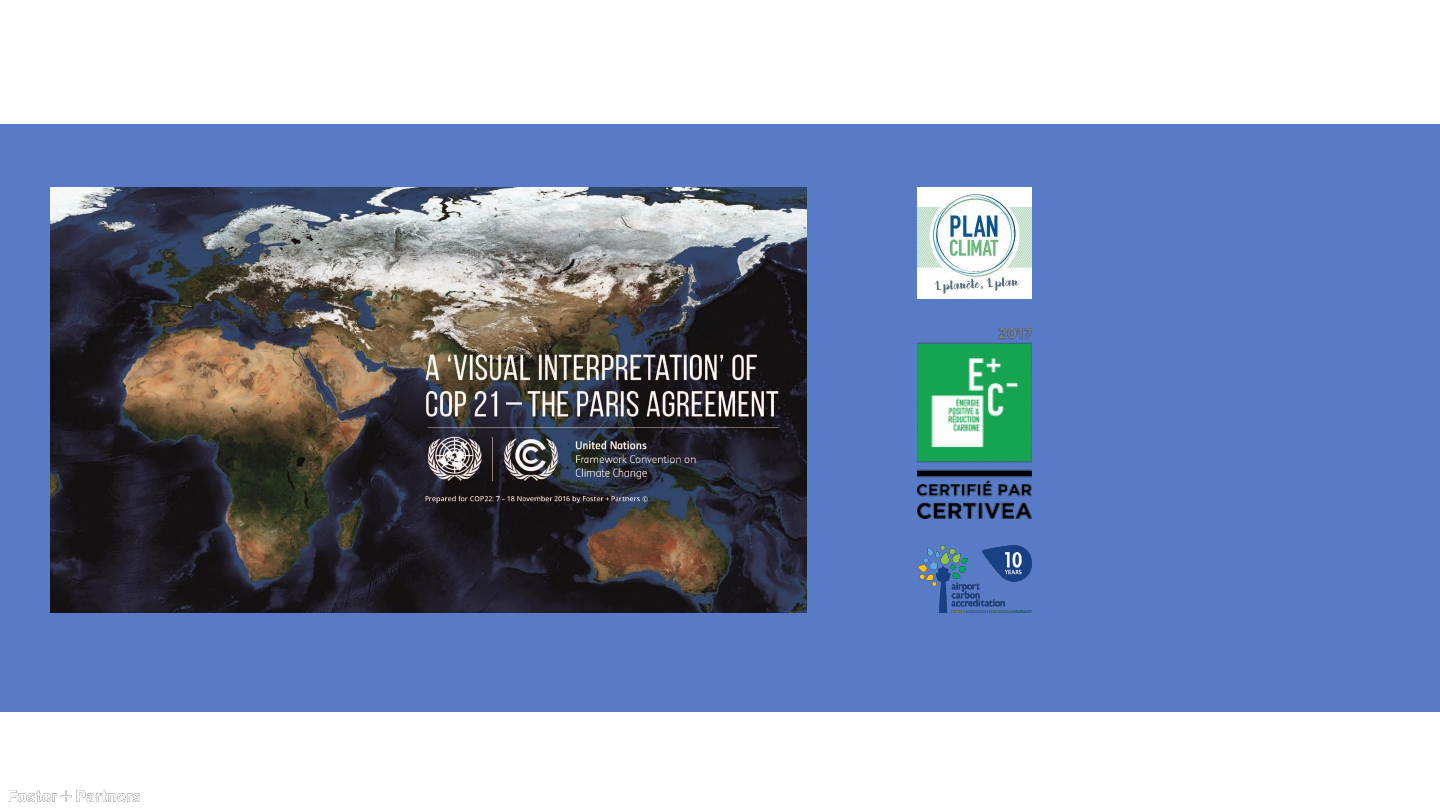 A ‘VISUAL INTERPRETATION’ OF
COP 21 – THE PARIS AGREEMENT
United Nations
Framework Convention on
Climate Change
Prepared for COP22: 7 – 18 November 2016 by Foster + Partners ©
PLAN
CLIMAT
1 planète, 1 plan
2017
E+
C-
ÉNERGIE
POSITIVE &
RÉDUCTION
CARBONE
CERTIFIÉ PAR
CERTIVEA
10
YEARS
airport
carbon
accreditation
Foster + Partners